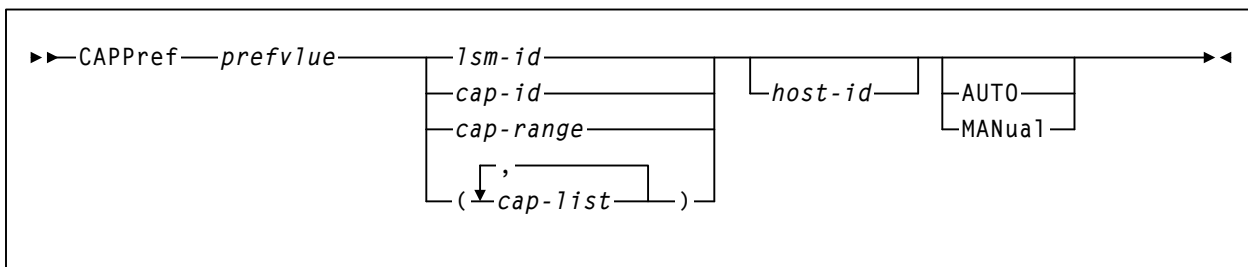 CAPPref prefvlue lsm-id
cap-id host-id AUTO
cap-range MANual
,
( cap-list )